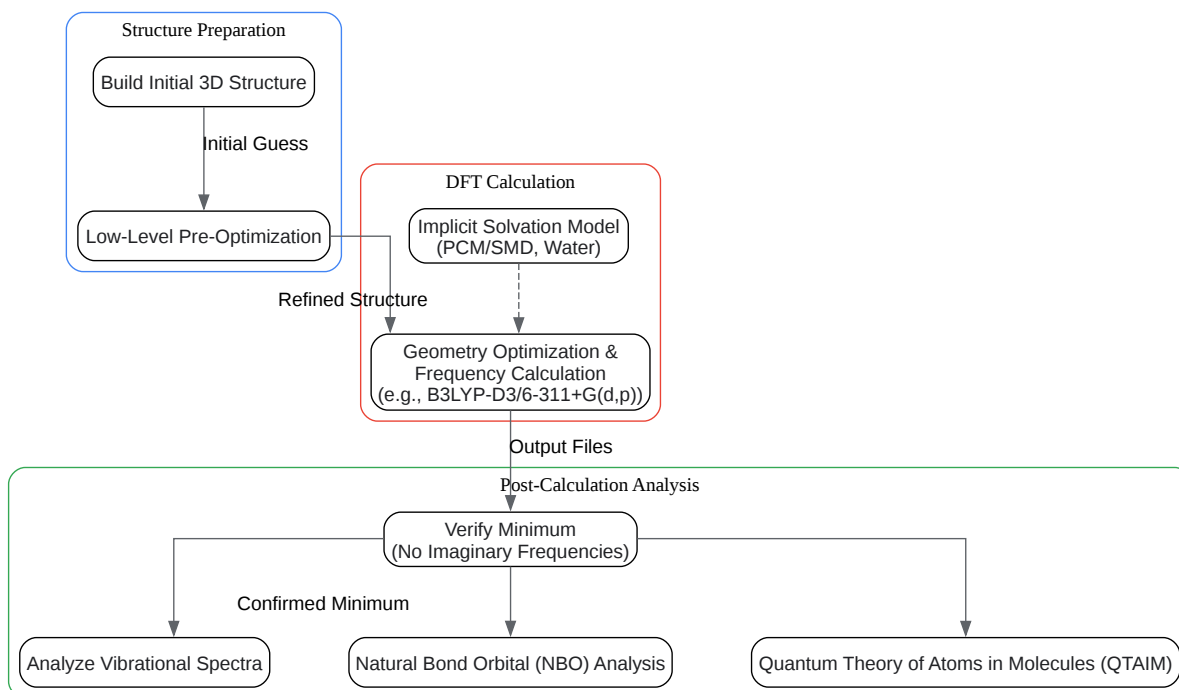 Structure Preparation
Build Initial 3D Structure
Initial Guess
Low-Level Pre-Optimization
DFT Calculation
Implicit Solvation Model
(PCM/SMD, Water)
Refined Structure
Geometry Optimization &
Frequency Calculation
(e.g., B3LYP-D3/6-311+G(d,p))
Output Files
Post-Calculation Analysis
Verify Minimum
(No Imaginary Frequencies)
Confirmed Minimum
Analyze Vibrational Spectra
Natural Bond Orbital (NBO) Analysis
Quantum Theory of Atoms in Molecules (QTAIM)